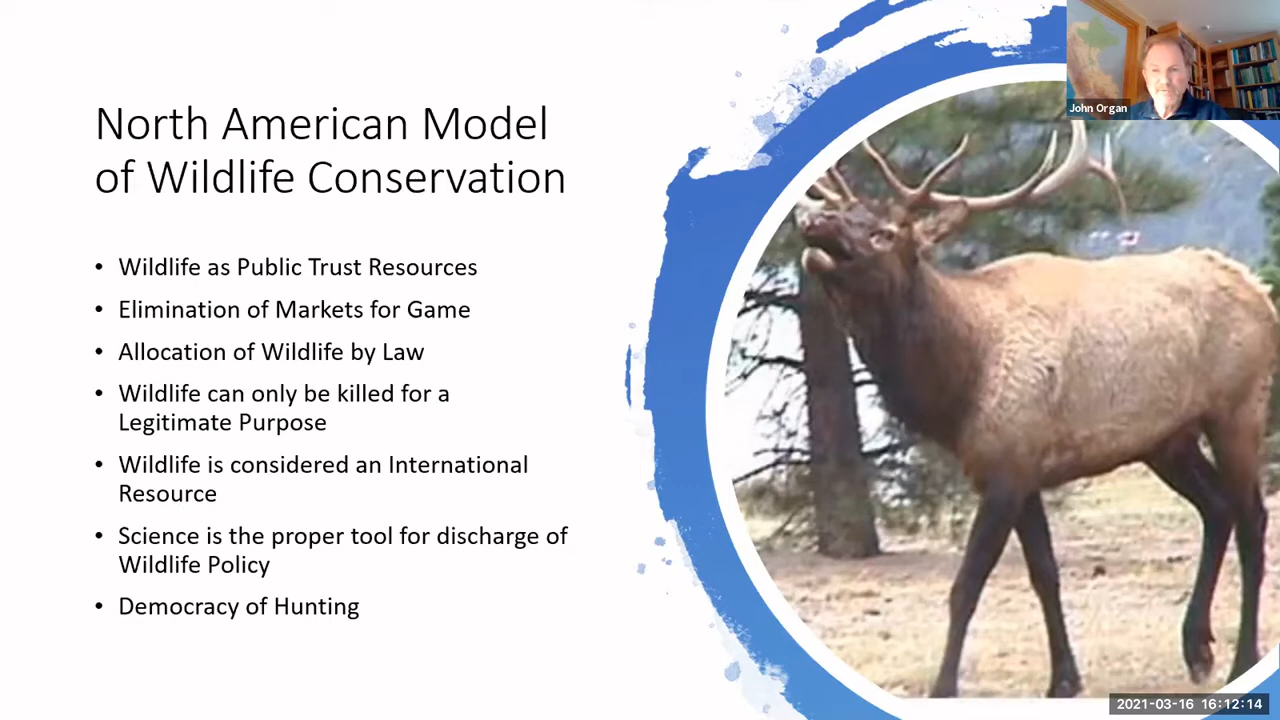 North American Model
of Wildlife Conservation
• Wildlife as Public Trust Resources
• Elimination of Markets for Game
• Allocation of Wildlife by Law
• Wildlife can only be killed for a
Legitimate Purpose
• Wildlife is considered an International
Resource
• Science is the proper tool for discharge of
Wildlife Policy
• Democracy of Hunting
John Organ
2021-03-16 16:12:14